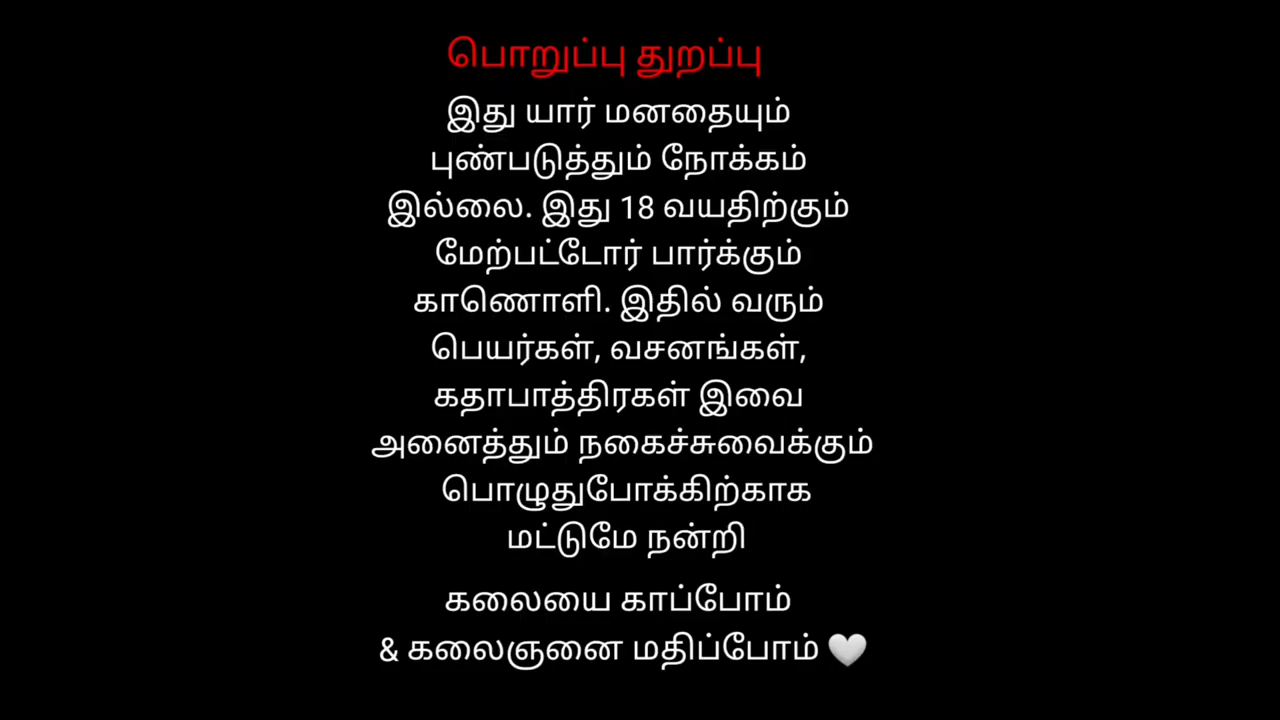 பொறுப்பு துறப்பு
இது யார் மனதையும்
புண்படுத்தும் நோக்கம்
இல்லை. இது 18 வயதிற்கும்
மேற்பட்டோர் பார்க்கும்
காணொளி. இதில் வரும்
பெயர்கள், வசனங்கள்,
கதாபாத்திரகள் இவை
அனைத்தும் நகைச்சுவைக்கும்
பொழுதுபோக்கிற்காக
மட்டுமே நன்றி
கலையை காப்போம்
& கலைஞனை மதிப்போம் 🤍